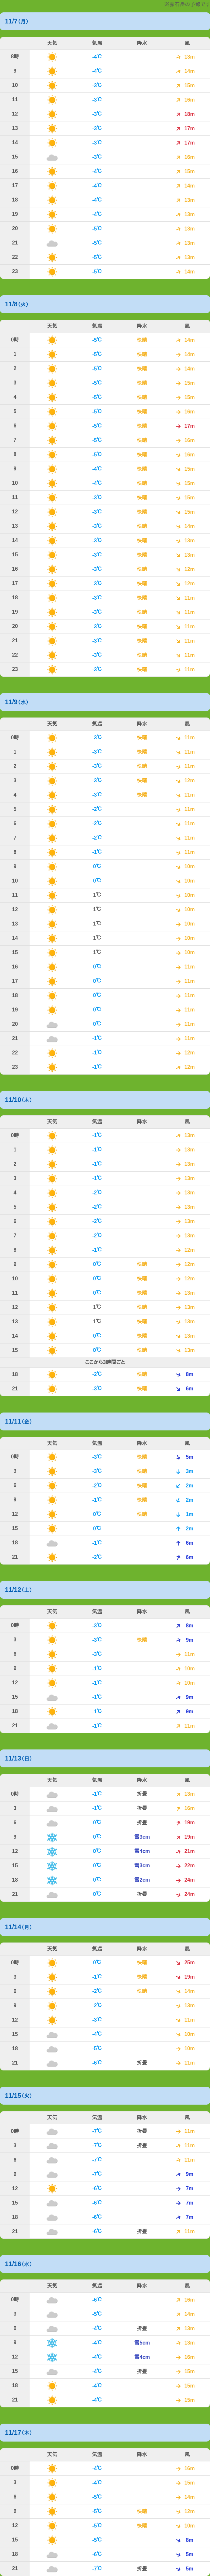 ※泉右岳の予報です
11/7(月)
天気 気温 降水 風
8時 -4℃ 13m
9 -4℃ 14m
10 -3℃ 15m
11 -3℃ 16m
12 -3℃ 18m
13 -3℃ 17m
14 -3℃ 17m
15 -3℃ 16m
16 -4℃ 15m
17 -4℃ 14m
18 -4℃ 13m
19 -4℃ 13m
20 -5℃ 13m
21 -5℃ 13m
22 -5℃ 13m
23 -5℃ 14m
11/8(火)
天気 気温 降水 風
0時 -5℃ 快晴 14m
1 -5℃ 快晴 14m
2 -5℃ 快晴 14m
3 -5℃ 快晴 15m
4 -5℃ 快晴 15m
5 -5℃ 快晴 16m
6 -5℃ 快晴 17m
7 -5℃ 快晴 16m
8 -5℃ 快晴 16m
9 -4℃ 快晴 15m
10 -4℃ 快晴 15m
11 -3℃ 快晴 15m
12 -3℃ 快晴 15m
13 -3℃ 快晴 14m
14 -3℃ 快晴 13m
15 -3℃ 快晴 13m
16 -3℃ 快晴 12m
17 -3℃ 快晴 12m
18 -3℃ 快晴 11m
19 -3℃ 快晴 11m
20 -3℃ 快晴 11m
21 -3℃ 快晴 11m
22 -3℃ 快晴 11m
23 -3℃ 快晴 11m
11/9(水)
天気 気温 降水 風
0時 -3℃ 快晴 11m
1 -3℃ 快晴 11m
2 -3℃ 快晴 11m
3 -3℃ 快晴 12m
4 -3℃ 快晴 11m
5 -2℃ 11m
6 -2℃ 11m
7 -2℃ 11m
8 -1℃ 11m
9 0℃ 10m
10 0℃ 10m
11 1℃ 10m
12 1℃ 10m
13 1℃ 10m
14 1℃ 10m
15 1℃ 10m
16 0℃ 11m
17 0℃ 11m
18 0℃ 11m
19 0℃ 11m
20 0℃ 11m
21 -1℃ 11m
22 -1℃ 12m
23 -1℃ 12m
11/10(木)
天気 気温 降水 風
0時 -1℃ 13m
1 -1℃ 13m
2 -1℃ 13m
3 -1℃ 13m
4 -2℃ 13m
5 -2℃ 13m
6 -2℃ 13m
7 -2℃ 13m
8 -1℃ 12m
9 0℃ 快晴 12m
10 0℃ 快晴 12m
11 0℃ 快晴 13m
12 1℃ 快晴 13m
13 1℃ 快晴 13m
14 0℃ 快晴 13m
15 0℃ 快晴 13m
ここから3時間ごと
18 -2℃ 快晴 8m
21 -3℃ 快晴 6m
11/11(金)
天気 気温 降水 風
0時 -3℃ 快晴 5m
3 -3℃ 快晴 3m
6 -2℃ 快晴 2m
9 -1℃ 快晴 2m
12 0℃ 快晴 1m
15 0℃ 2m
18 -1℃ 6m
21 -2℃ 6m
11/12(土)
天気 気温 降水 風
0時 -3℃ 8m
3 -3℃ 快晴 9m
6 -3℃ 11m
9 -1℃ 10m
12 -1℃ 10m
15 -1℃ 9m
18 -1℃ 9m
21 -1℃ 11m
11/13(日)
天気 気温 降水 風
0時 -1℃ 折曇 13m
3 -1℃ 折曇 16m
6 0℃ 折曇 19m
9 0℃ 雪3cm 19m
12 0℃ 雪4cm 21m
15 0℃ 雪3cm 22m
18 0℃ 雪2cm 24m
21 0℃ 折曇 24m
11/14(月)
天気 気温 降水 風
0時 0℃ 快晴 25m
3 -1℃ 快晴 19m
6 -2℃ 快晴 14m
9 -2℃ 13m
12 -3℃ 11m
15 -4℃ 10m
18 -5℃ 10m
21 -6℃ 折曇 11m
11/15(火)
天気 気温 降水 風
0時 -7℃ 折曇 11m
3 -7℃ 折曇 11m
6 -7℃ 11m
9 -7℃ 9m
12 -6℃ 7m
15 -6℃ 7m
18 -6℃ 7m
21 -6℃ 折曇 11m
11/16(水)
天気 気温 降水 風
0時 -6℃ 16m
3 -5℃ 14m
6 -4℃ 折曇 13m
9 -4℃ 雪5cm 13m
12 -4℃ 雪4cm 16m
15 -4℃ 折曇 15m
18 -4℃ 15m
21 -4℃ 15m
11/17(木)
天気 気温 降水 風
0時 -4℃ 16m
3 -4℃ 15m
6 -5℃ 14m
9 -5℃ 快晴 12m
12 -5℃ 快晴 10m
15 -5℃ 8m
18 -6℃ 5m
21 -7℃ 折曇 5m